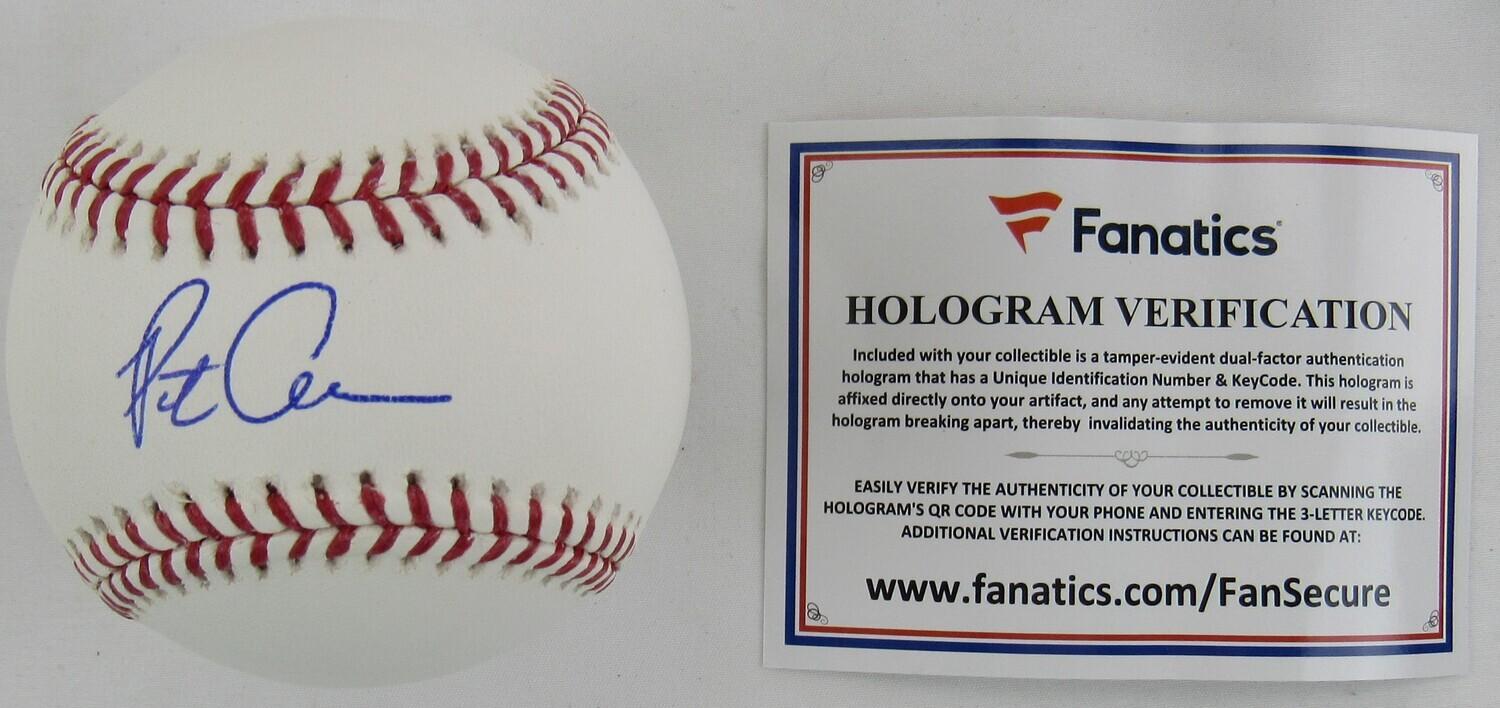 Pete
Fanatics
HOLOGRAM VERIFICATION
Included with your collectible is a tamper-evident dual-factor authentication
hologram that has a Unique Identification Number & KeyCode. This hologram is
affixed directly onto your artifact, and any attempt to remove it will result in the
hologram breaking apart, thereby invalidating the authenticity of your collectible.
EASILY VERIFY THE AUTHENTICITY OF YOUR COLLECTIBLE BY SCANNING THE
HOLOGRAM'S QR CODE WITH YOUR PHONE AND ENTERING THE 3-LETTER KEYCODE.
ADDITIONAL VERIFICATION INSTRUCTIONS CAN BE FOUND AT:
www.fanatics.com/FanSecure